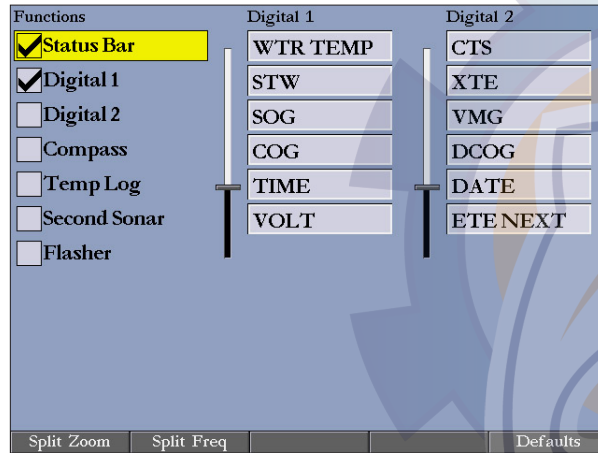 Functions
Status Bar
Digital 1
Digital 2
Compass
Temp Log
Second Sonar
Flasher
Digital 1
WTR TEMP
STW
SOG
COG
TIME
VOLT
Digital 2
CTS
XTE
VMG
DCOG
DATE
ETE NEXT
Split Zoom
Split Freq
Defaults